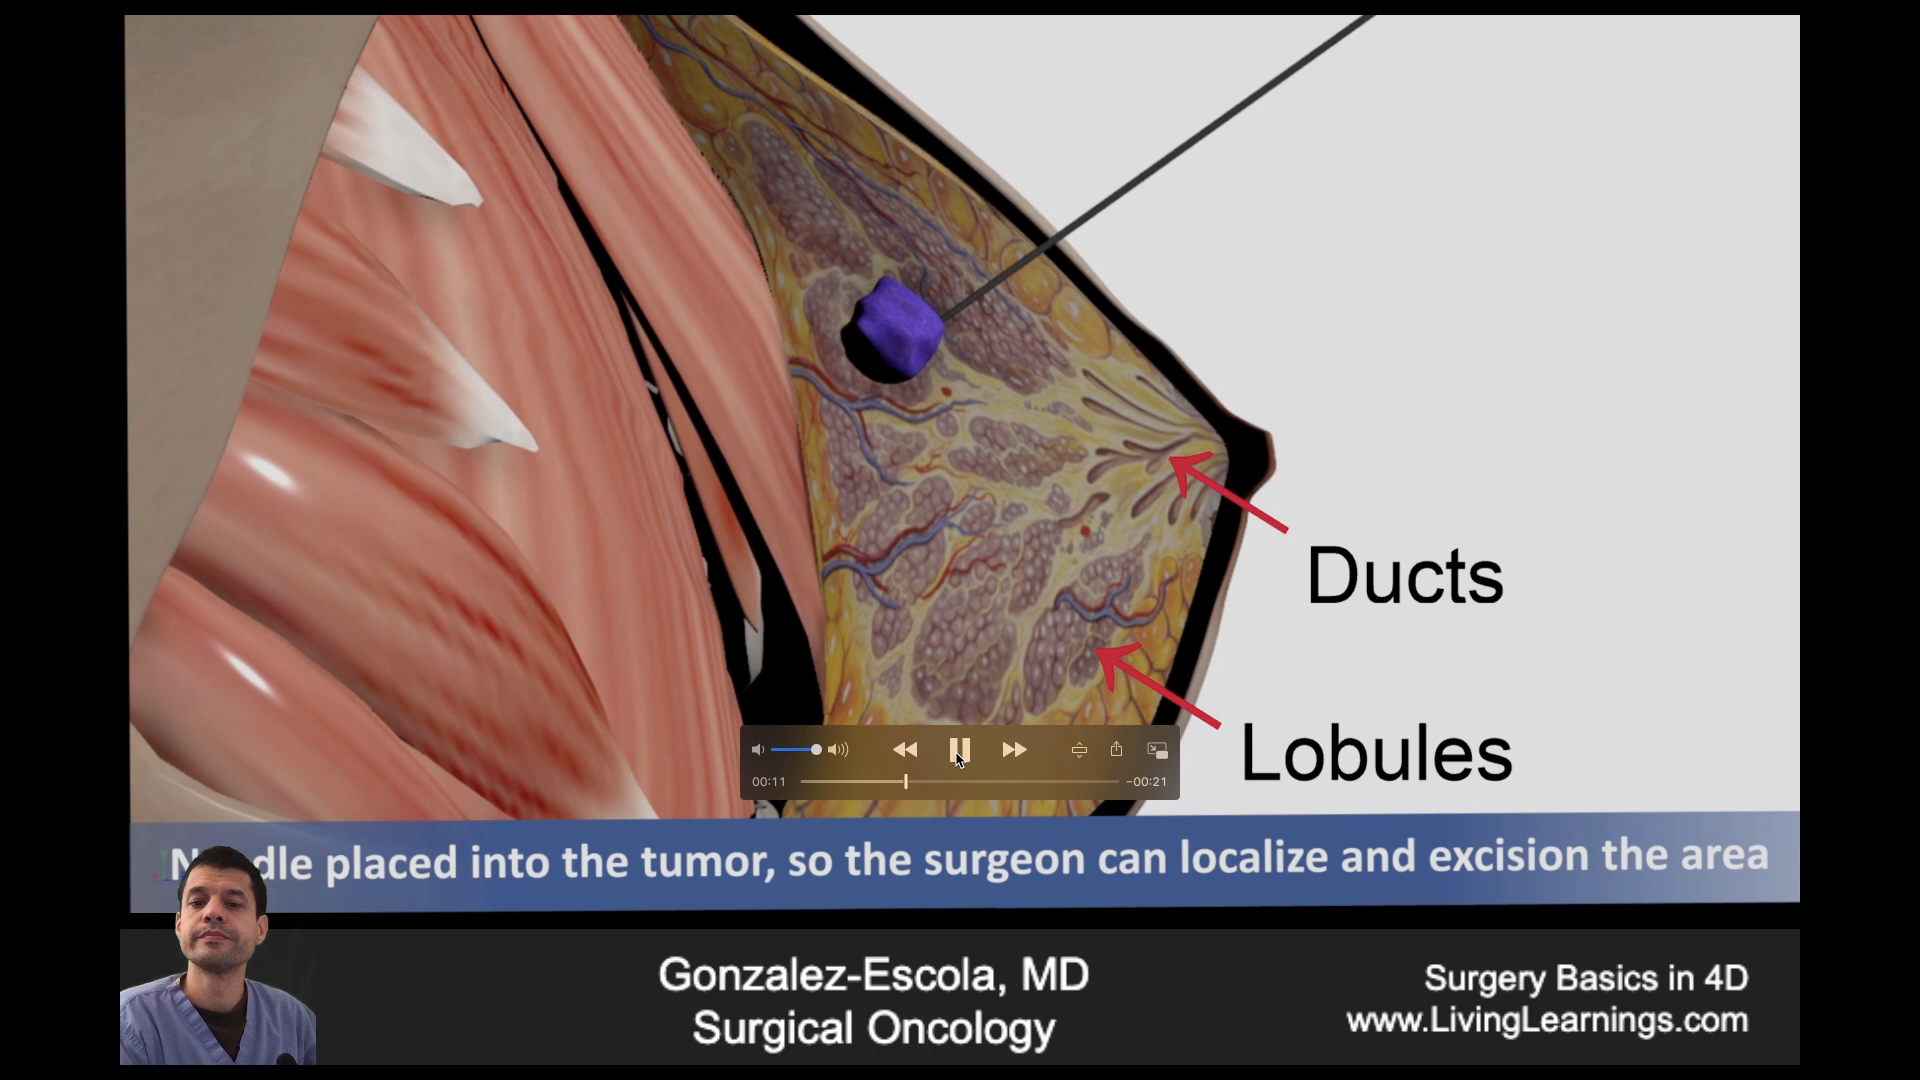 Ducts
Lobules
00:11
-00:21
dle placed into the tumor, so the surgeon can localize and excision the area
Gonzalez-Escola, MD
Surgical Oncology
Surgery Basics in 4D
www.LivingLearnings.com